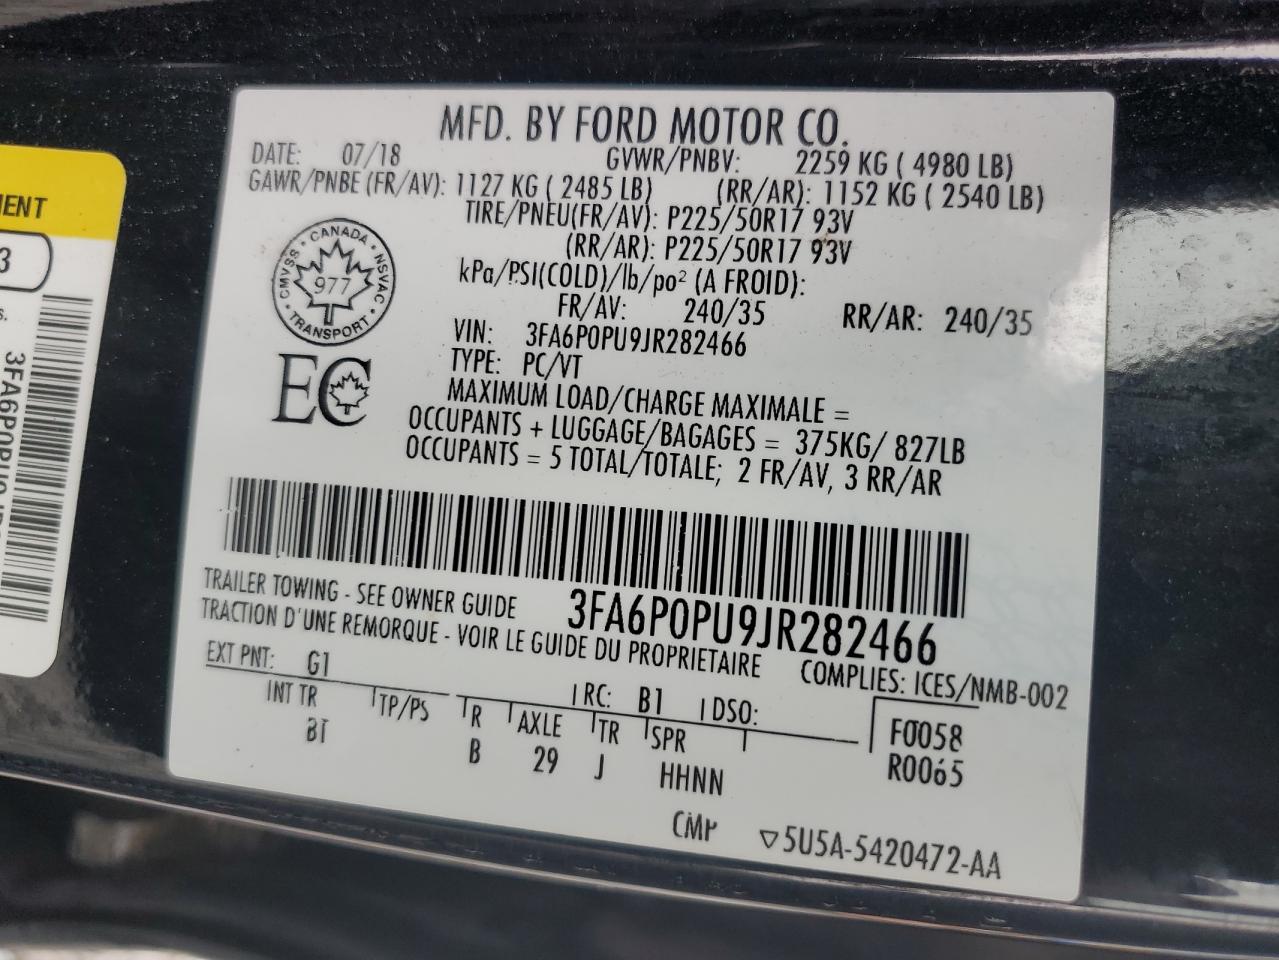 MFD. BY FORD MOTOR CO.
DATE: 07/18 GVWR/PNBV: 2259 KG ( 4980 LB)
GAWR/PNBE (FR/AV): 1127 KG ( 2485 LB) (RR/AR): 1152 KG ( 2540 LB)
TIRE/PNEU(FR/AV): P225/50R17 93V
(RR/AR): P225/50R17 93V
kPa/PSI(COLD)/lb/po² (A FROID):
FR/AV: 240/35 RR/AR: 240/35
VIN: 3FA6P0PU9JR282466
TYPE: PC/VT
MAXIMUM LOAD/CHARGE MAXIMALE =
OCCUPANTS + LUGGAGE/BAGAGES = 375KG/ 827LB
OCCUPANTS = 5 TOTAL/TOTALE; 2 FR/AV, 3 RR/AR
CANADA
CMVSS NSVAC
977
TRANSPORT
EC
TRAILER TOWING - SEE OWNER GUIDE 3FA6P0PU9JR282466
TRACTION D'UNE REMORQUE - VOIR LE GUIDE DU PROPRIETAIRE COMPLIES: ICES/NMB-002
EXT PNT: G1 RC: B1 DSO: F0058
INT TR TP/PS R AXLE TR SPR R0065
BT B 29 J HHNN
CMP ▽5U5A-5420472-AA
MENT
3
s.